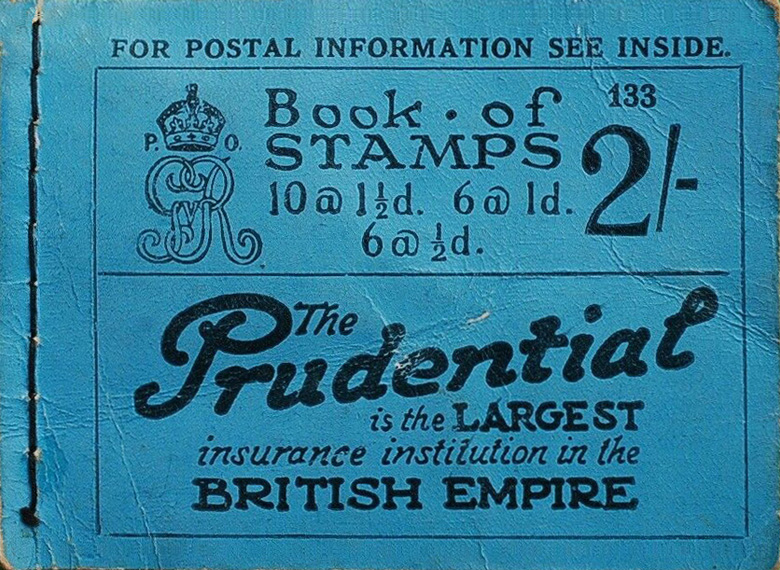 FOR POSTAL INFORMATION SEE INSIDE.
133
P. O.
GR
Book · of
STAMPS
2/-
10 @ 1½d. 6 @ 1d.
6 @ ½d.
The
Prudential
is the LARGEST
insurance institution in the
BRITISH EMPIRE